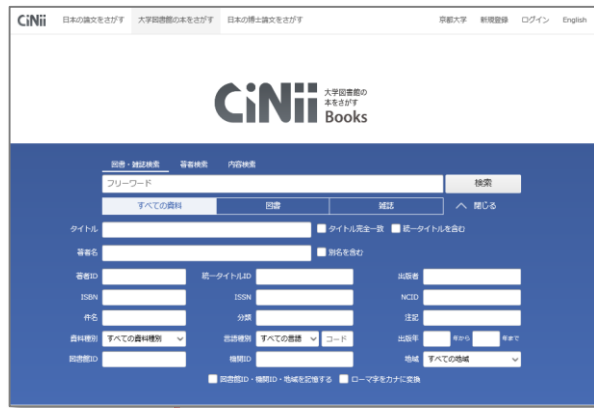 CiNii 日本の論文をさがす 大学図書館の本をさがす 日本の博士論文をさがす 京都大学 新規登録 ログイン English
CiNii 大学図書館の
本をさがす
Books
図書・雑誌検索 著者検索 内容検索
フリーワード 検索
すべての資料 図書 雑誌 閉じる
タイトル タイトル完全一致 統一タイトルを含む
著者名 別名を含む
著者ID 統一タイトルID 出版者
ISBN ISSN NCID
件名 分類 注記
資料種別 すべての資料種別 言語種別 すべての言語 コード 出版年 年から 年まで
図書館ID 機関ID 地域 すべての地域
図書館ID・機関ID・地域を記憶する ローマ字をカナに変換